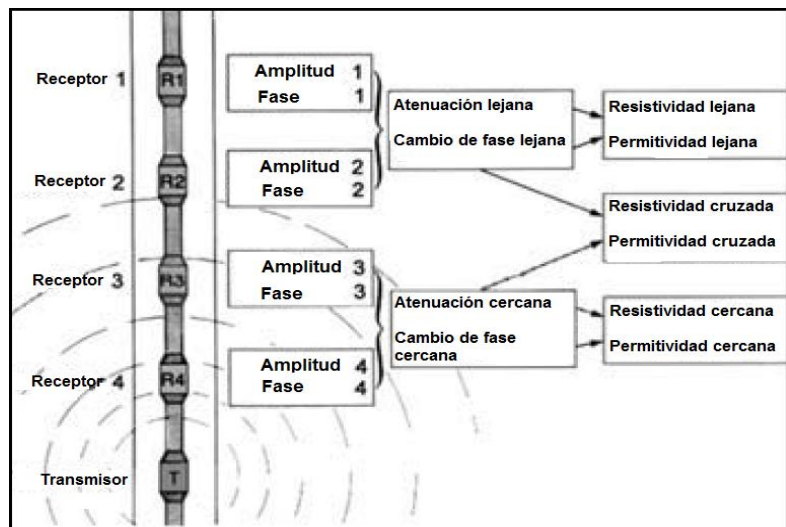 Receptor 1
R1
Amplitud 1
Fase 1
Atenuación lejana
Cambio de fase lejana
Resistividad lejana
Permitividad lejana
Receptor 2
R2
Amplitud 2
Fase 2
Resistividad cruzada
Permitividad cruzada
Receptor 3
R3
Amplitud 3
Fase 3
Atenuación cercana
Cambio de fase
cercana
Resistividad cercana
Permitividad cercana
Receptor 4
R4
Amplitud 4
Fase 4
Transmisor
T